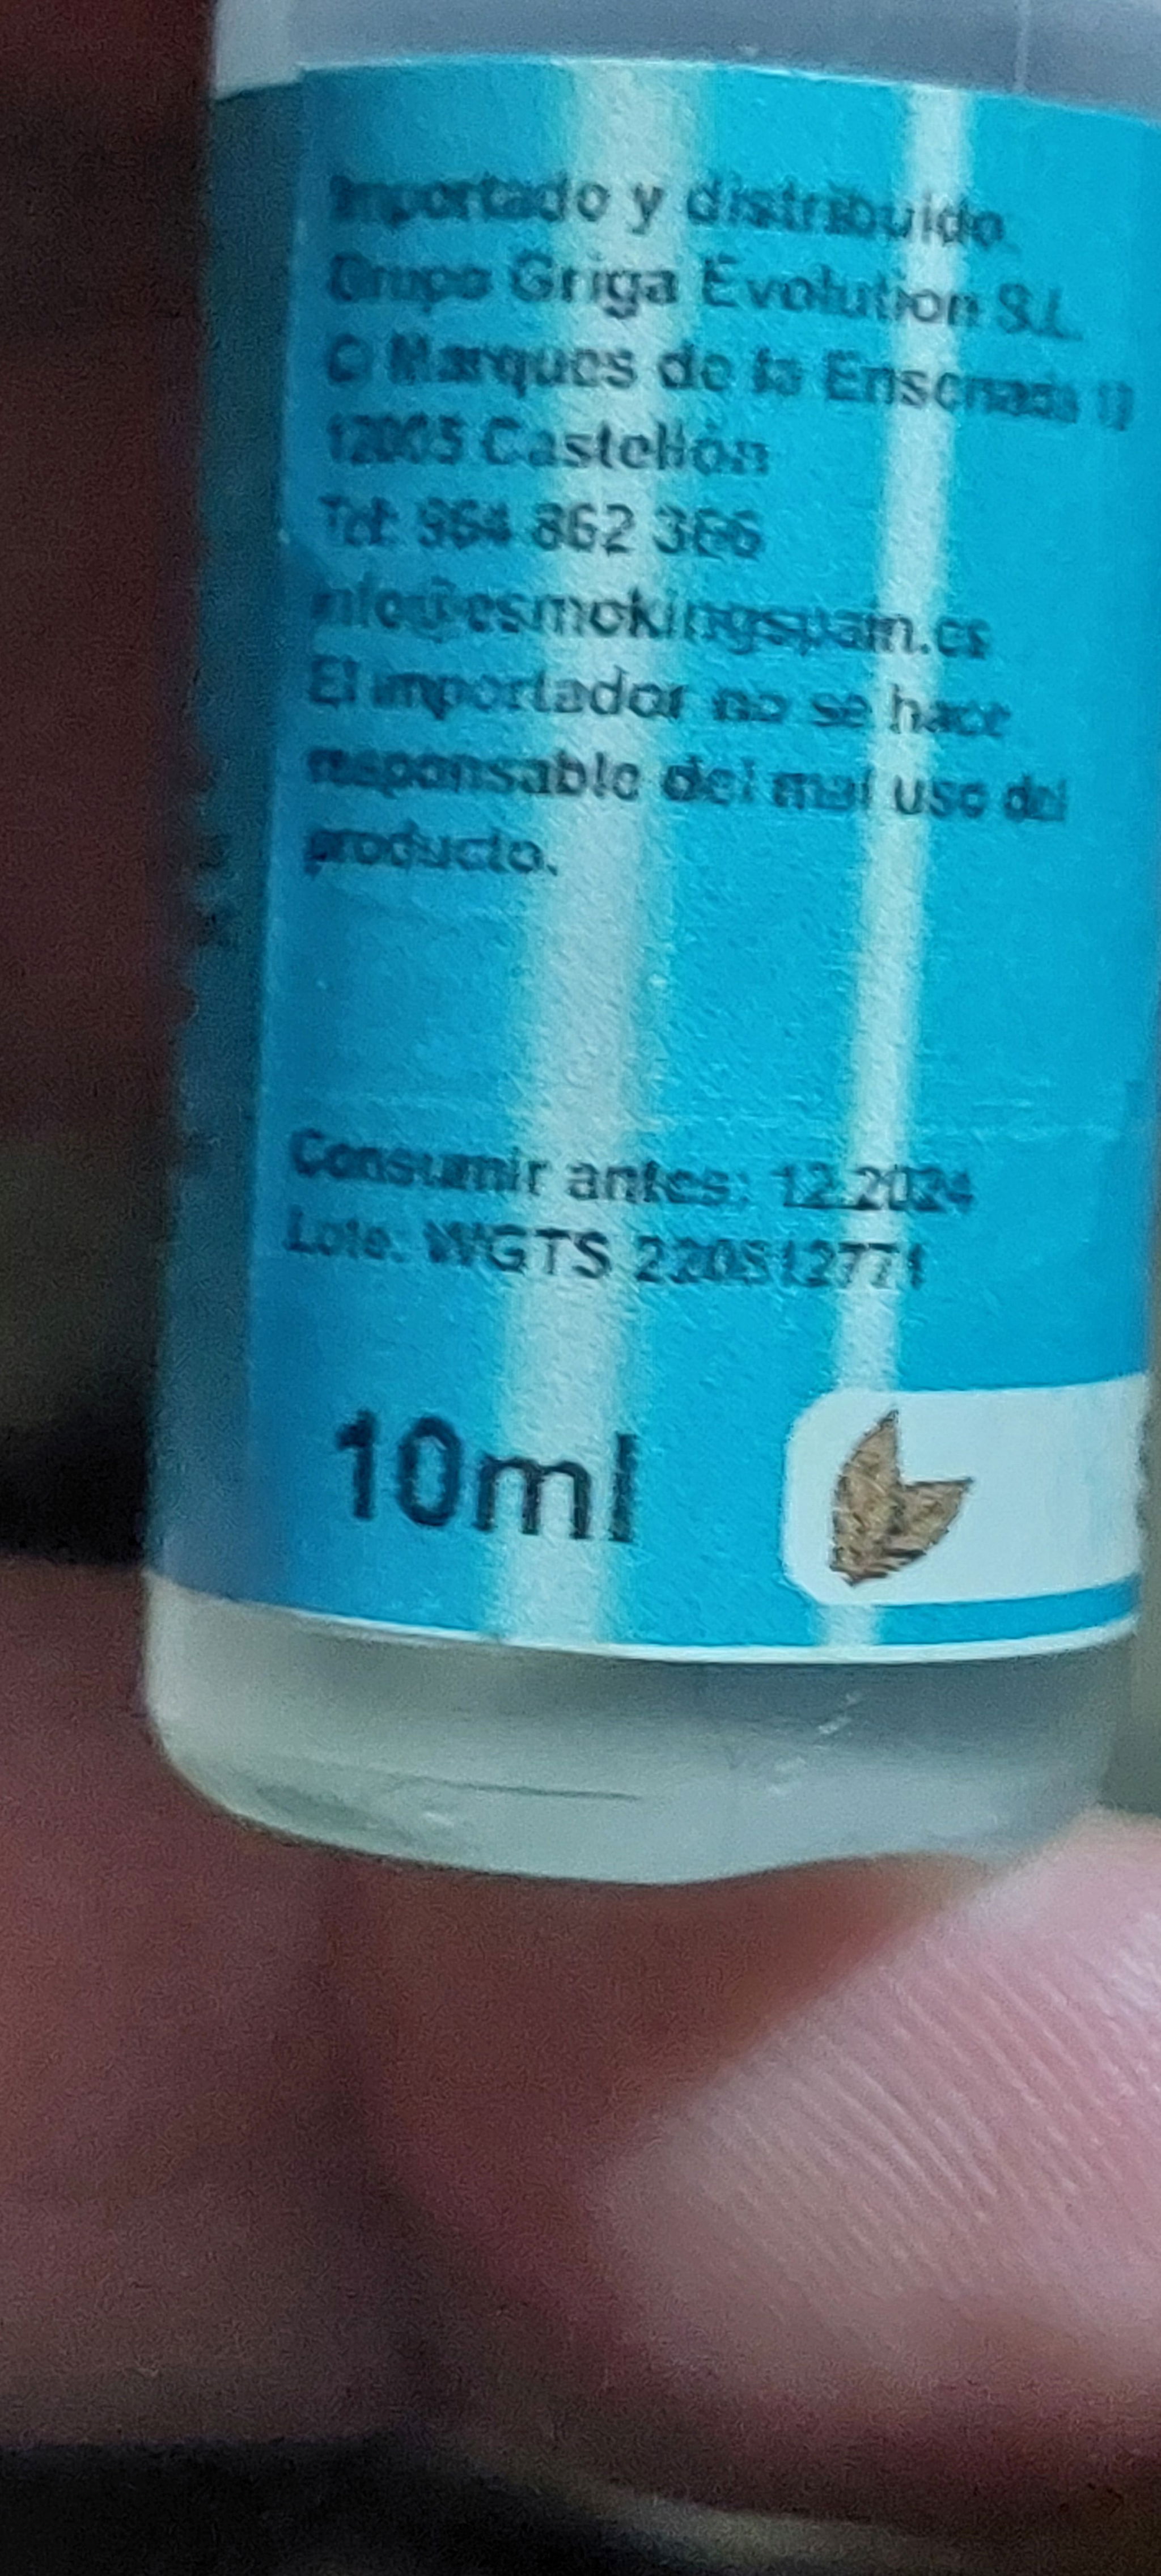 Importado y distribuido
Grupo Griga Evolution S.L.
C/ Marques de la Ensenada
12005 Castellón
Tel: 964 862 366
info@esmokingspain.es
El importador no se hace
responsable del mal uso del
producto.
Consumir antes: 12.2024
Lote: WGTS
10ml